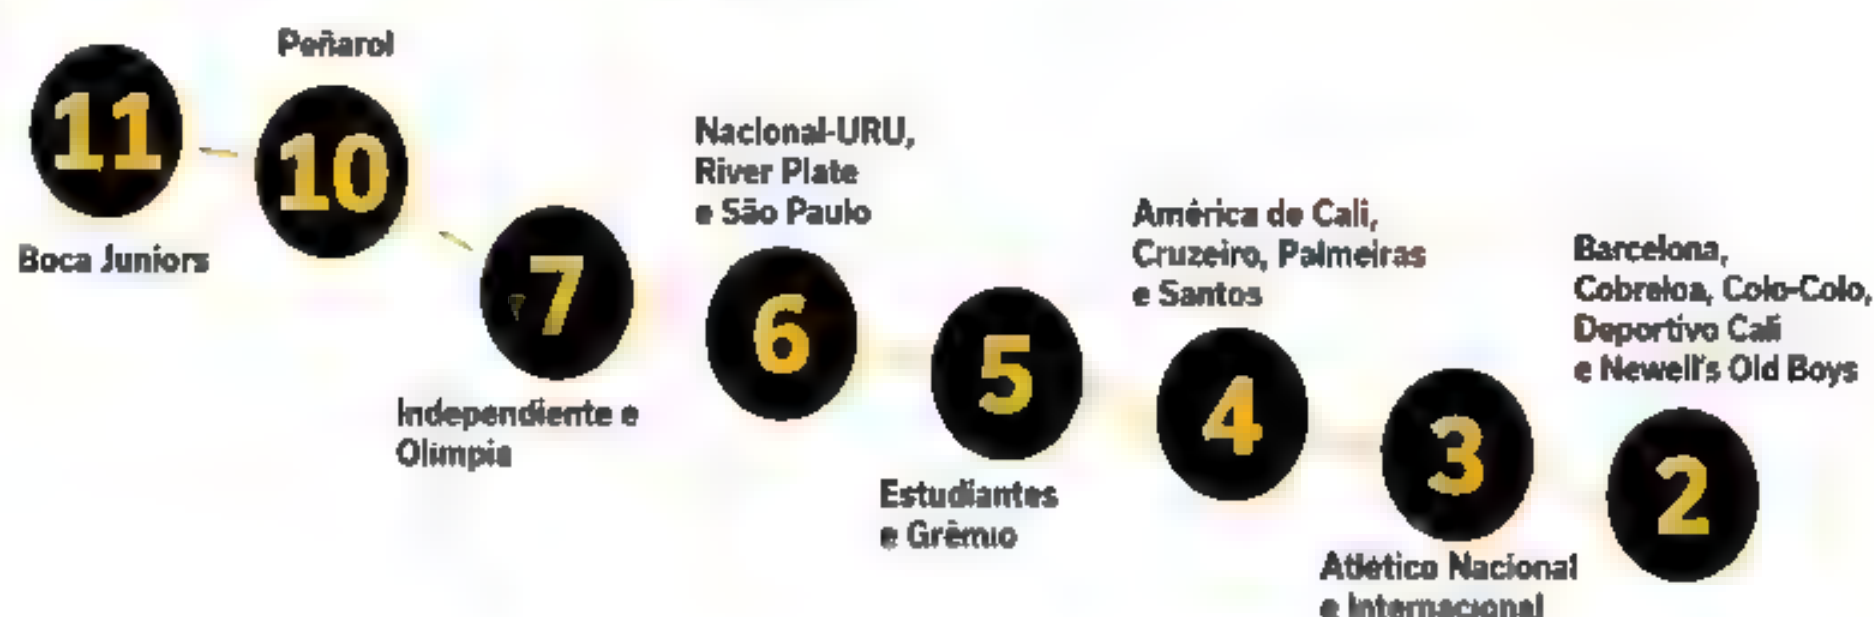 11
Boca Juniors
Peñarol
10
7
Independiente e
Olimpia
Nacional-URU,
River Plate
e São Paulo
6
5
Estudiantes
e Grêmio
América de Cali,
Cruzeiro, Palmeiras
e Santos
4
3
Atlético Nacional
e Internacional
Barcelona,
Cobreloa, Colo-Colo,
Deportivo Cali
e Newell's Old Boys
2